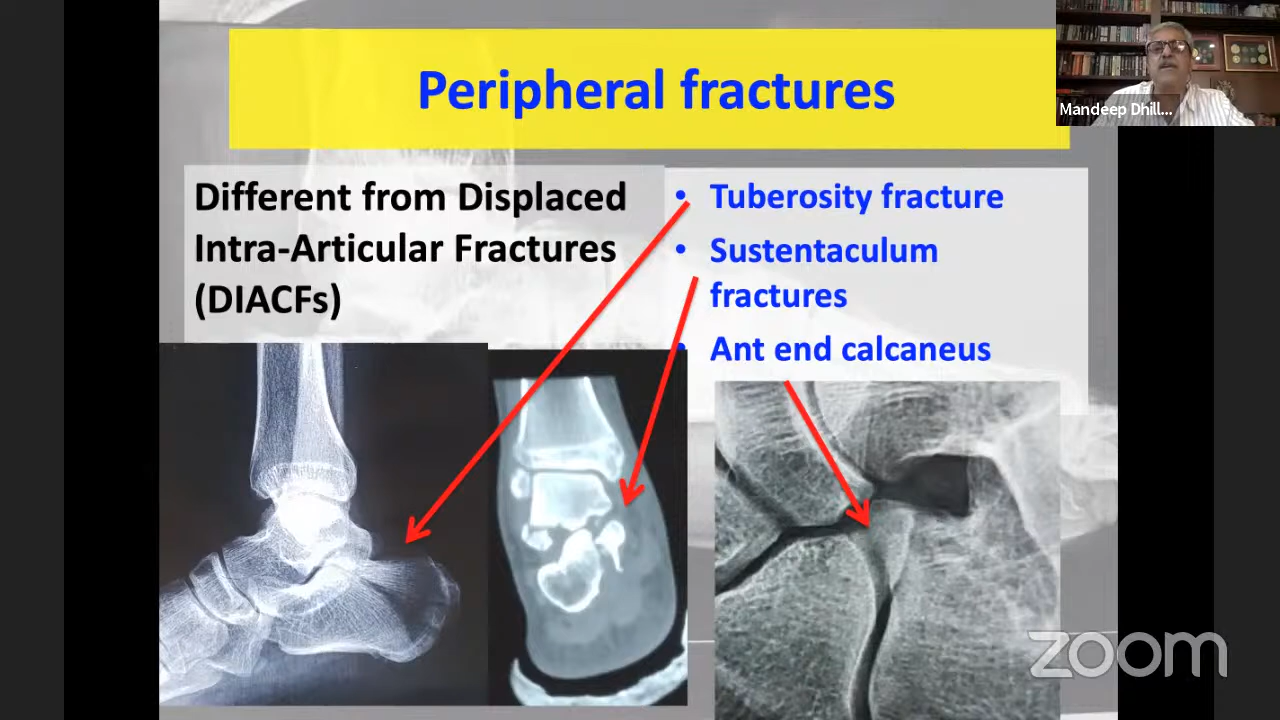 Peripheral fractures
Mandeep Dhill...
Different from Displaced
Intra-Articular Fractures
(DIACFs)
• Tuberosity fracture
• Sustentaculum
fractures
• Ant end calcaneus
zoom